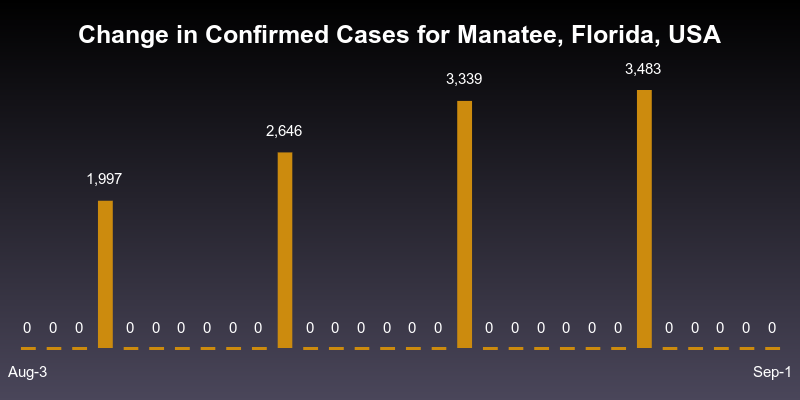 Change in Confirmed Cases for Manatee, Florida, USA
3,483
3,339
2,646
1,997
0 0 0 0 0 0 0 0 0 0 0 0 0 0 0 0 0 0 0 0 0 0 0 0 0 0
Aug-3 Sep-1